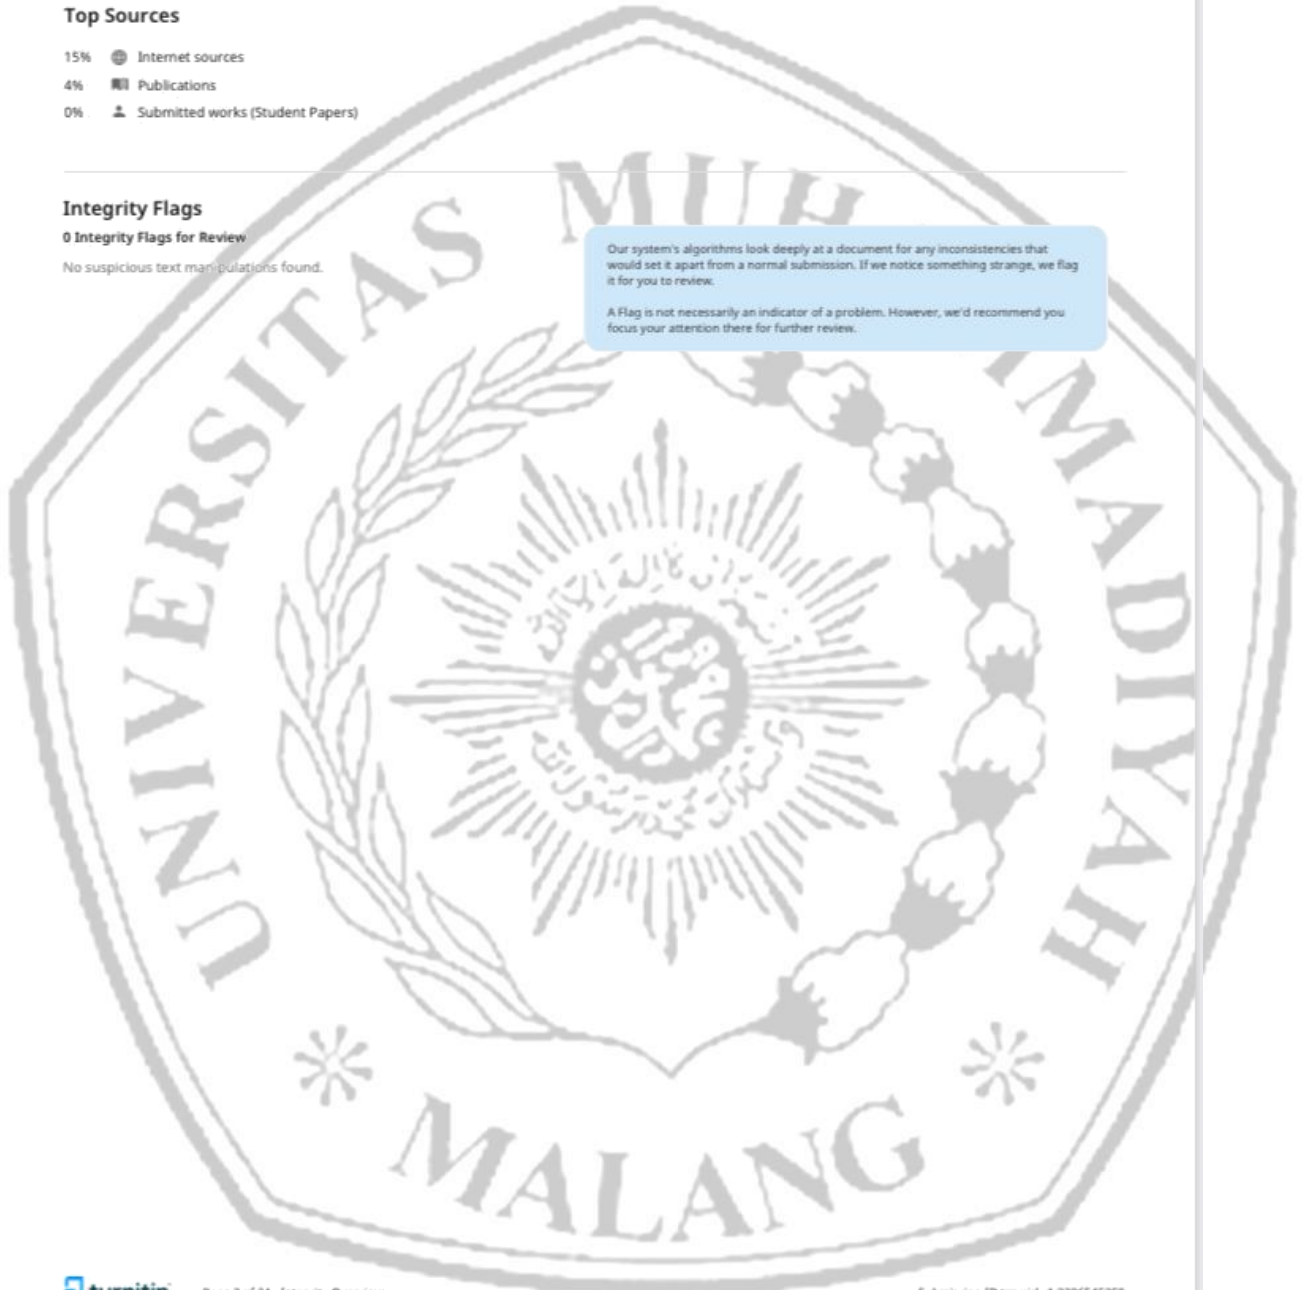 Top Sources
15% Internet sources
4% Publications
0% Submitted works (Student Papers)
Integrity Flags
0 Integrity Flags for Review
No suspicious text manipulations found.
Our system's algorithms look deeply at a document for any inconsistencies that
would set it apart from a normal submission. If we notice something strange, we flag
it for you to review.
A Flag is not necessarily an indicator of a problem. However, we'd recommend you
focus your attention there for further review.
UNIVERSITAS MUH MADIYAH
MALANG
turnitin